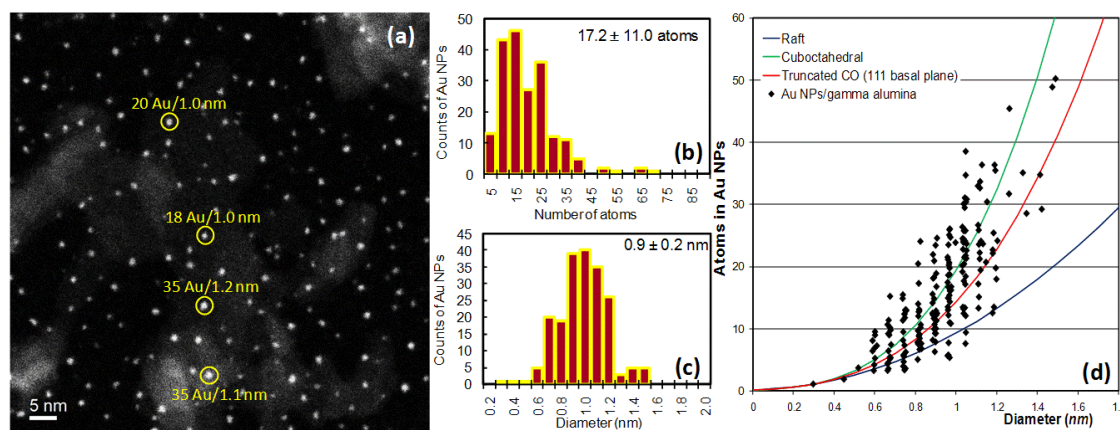 (a)
20 Au/1.0 nm
18 Au/1.0 nm
35 Au/1.2 nm
35 Au/1.1 nm
5 nm
Counts of Au NPs
50
40
30
20
10
0
17.2 ± 11.0 atoms
(b)
5 15 25 35 45 55 65 75 85
Number of atoms
Counts of Au NPs
45
40
35
30
25
20
15
10
5
0
0.9 ± 0.2 nm
(c)
0.2 0.4 0.6 0.8 1.0 1.2 1.4 1.6 1.8 2.0
Diameter (nm)
Atoms in Au NPs
60
50
40
30
20
10
0
Raft
Cuboctahedral
Truncated CO (111 basal plane)
Au NPs/gamma alumina
(d)
0 0.2 0.4 0.6 0.8 1 1.2 1.4 1.6 1.8
Diameter (nm)